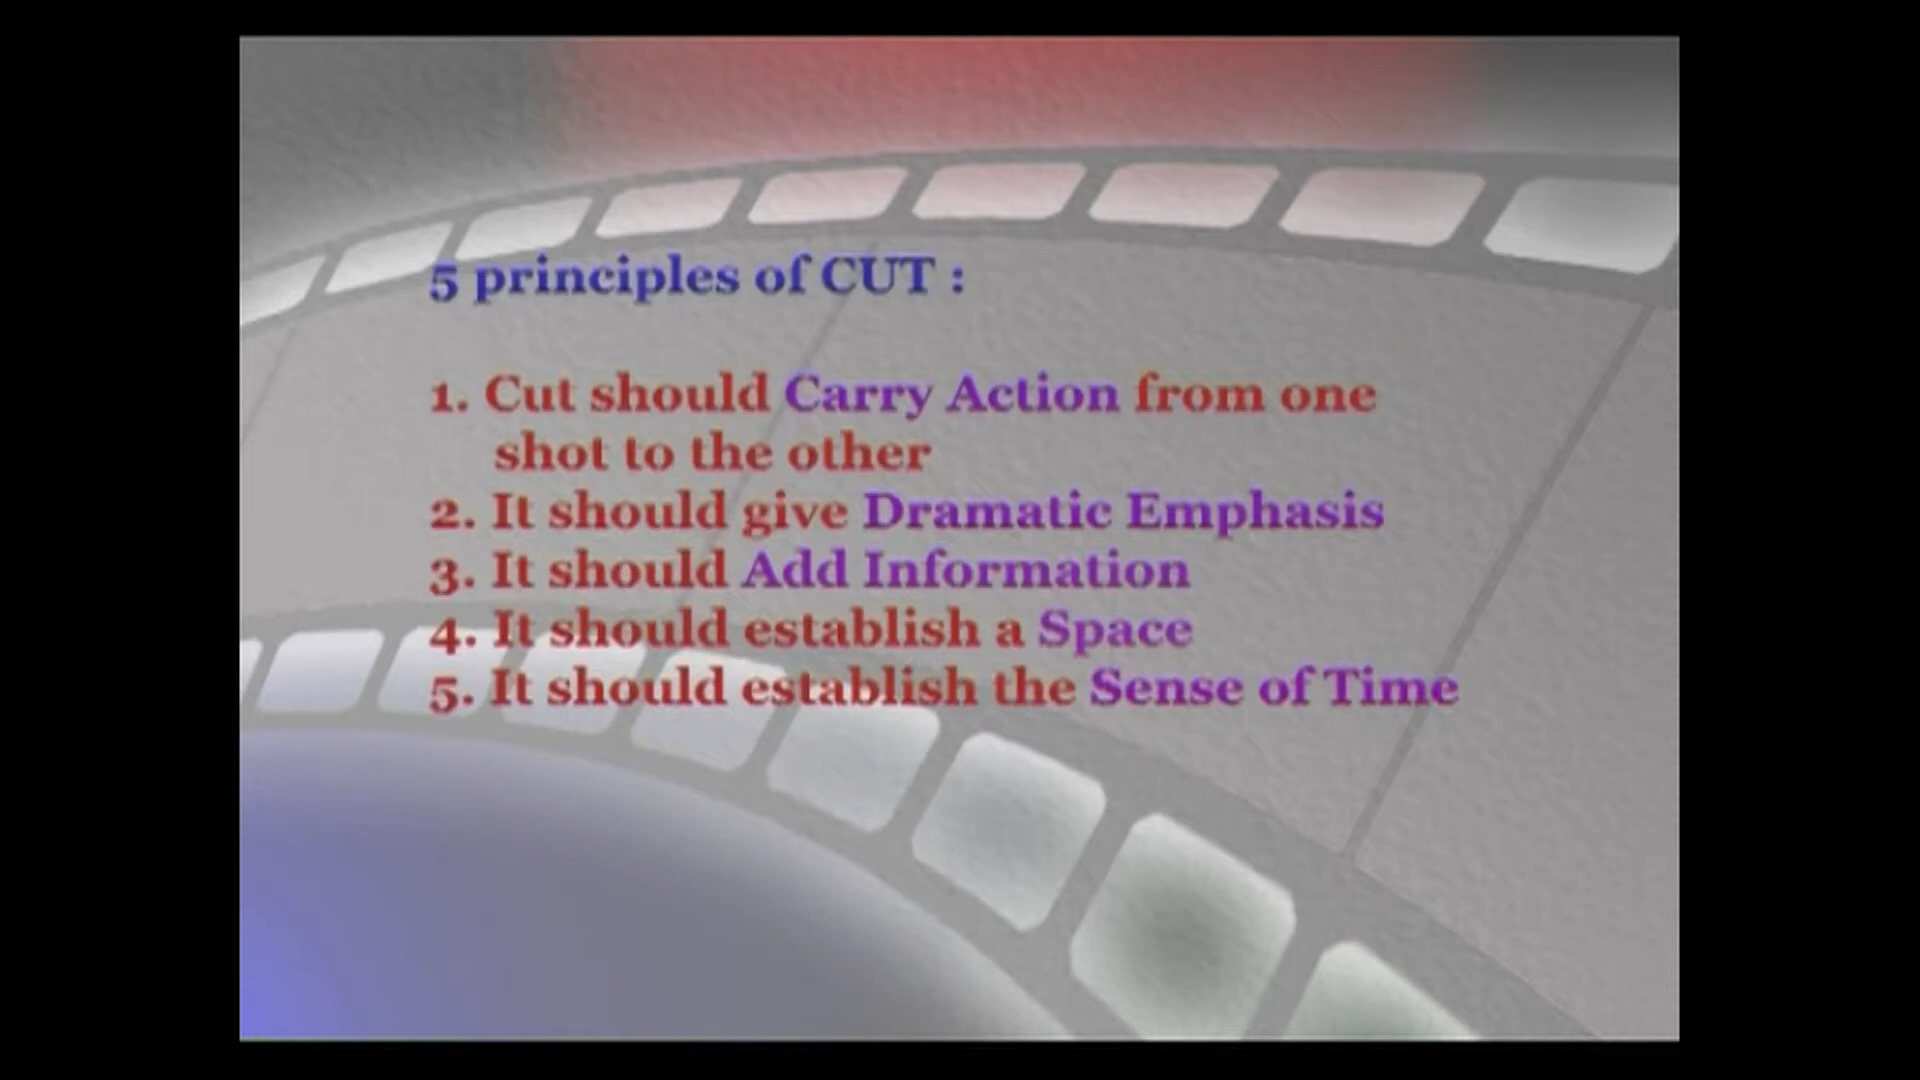 5 principles of CUT :
1. Cut should Carry Action from one
shot to the other
2. It should give Dramatic Emphasis
3. It should Add Information
4. It should establish a Space
5. It should establish the Sense of Time